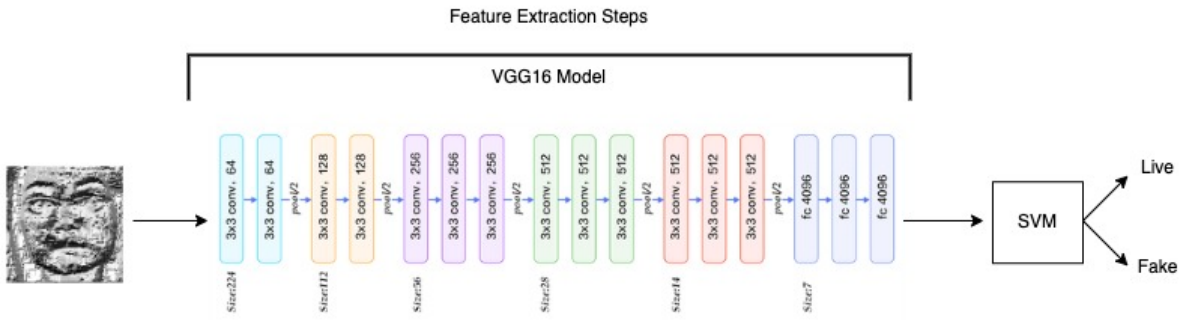 Feature Extraction Steps
VGG16 Model
3x3 conv, 64
3x3 conv, 64
pool/2
3x3 conv, 128
3x3 conv, 128
pool/2
3x3 conv, 256
3x3 conv, 256
3x3 conv, 256
pool/2
3x3 conv, 512
3x3 conv, 512
3x3 conv, 512
pool/2
3x3 conv, 512
3x3 conv, 512
3x3 conv, 512
pool/2
fc 4096
fc 4096
fc 4096
Size:224
Size:112
Size:56
Size:28
Size:14
Size:7
SVM
Live
Fake